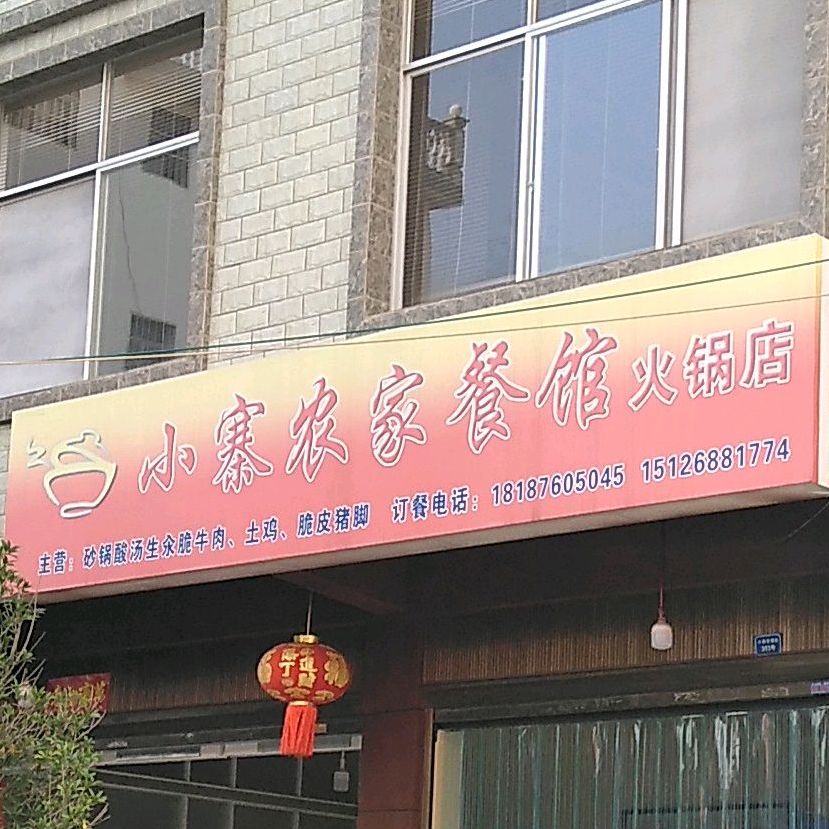 小寨农家餐馆火锅店
主营：砂锅酸汤生汆脆牛肉、土鸡、脆皮猪脚 订餐电话：18187605045 15126881774